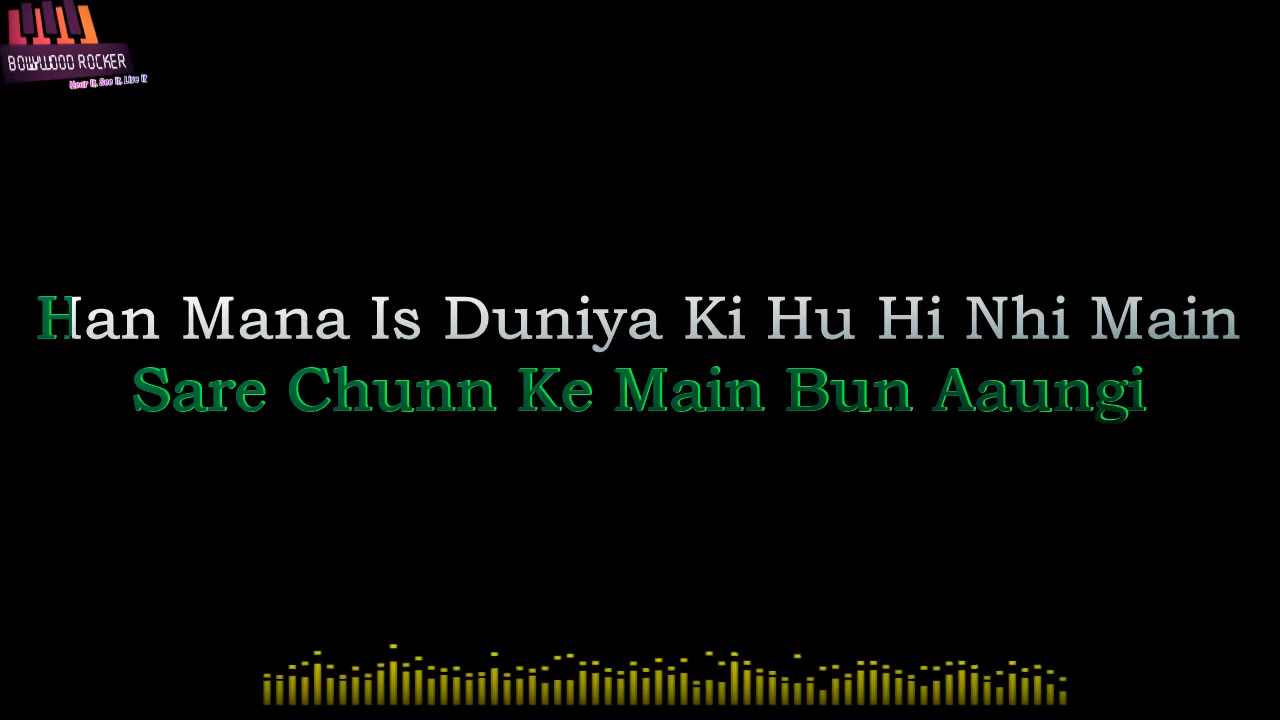 BOLLYWOOD ROCKER
Hear It, See It, Live It
Han Mana Is Duniya Ki Hu Hi Nhi Main
Sare Chunn Ke Main Bun Aaungi